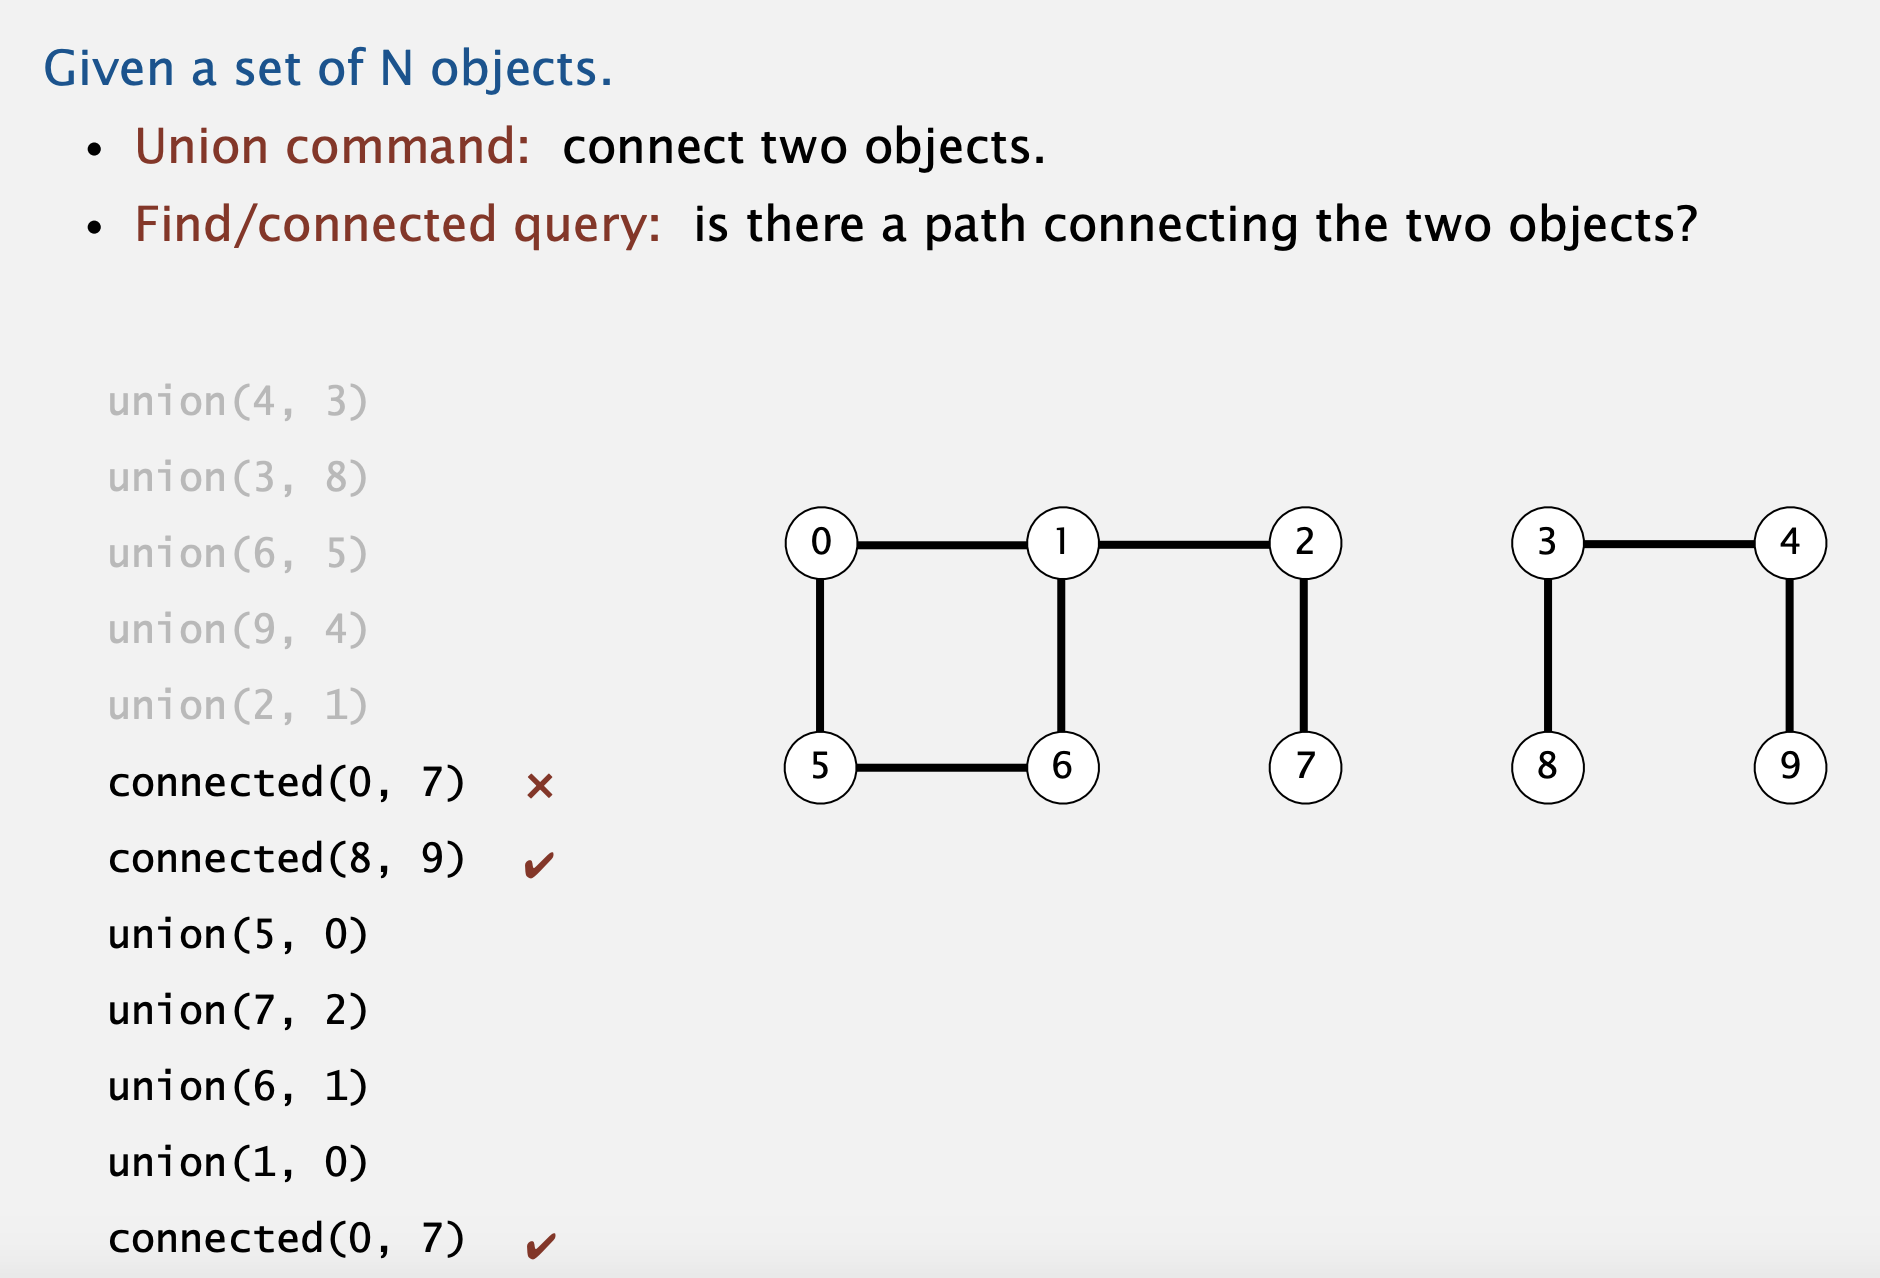 Given a set of N objects.
• Union command: connect two objects.
• Find/connected query: is there a path connecting the two objects?
union(4, 3)
union(3, 8)
union(6, 5)
union(9, 4)
union(2, 1)
connected(0, 7) ✗
connected(8, 9) ✔
union(5, 0)
union(7, 2)
union(6, 1)
union(1, 0)
connected(0, 7) ✔
0 1 2 3 4
5 6 7 8 9